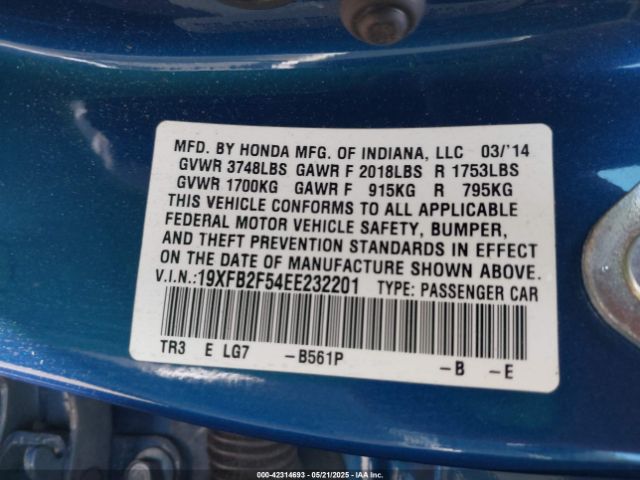 MFD. BY HONDA MFG. OF INDIANA, LLC 03/'14
GVWR 3748LBS GAWR F 2018LBS R 1753LBS
GVWR 1700KG GAWR F 915KG R 795KG
THIS VEHICLE CONFORMS TO ALL APPLICABLE
FEDERAL MOTOR VEHICLE SAFETY, BUMPER,
AND THEFT PREVENTION STANDARDS IN EFFECT
ON THE DATE OF MANUFACTURE SHOWN ABOVE.
V.I.N.:19XFB2F54EE232201 TYPE: PASSENGER CAR
TR3 E LG7 -B561P -B -E
000-42314693 - 05/21/2025 - IAAI - COPART